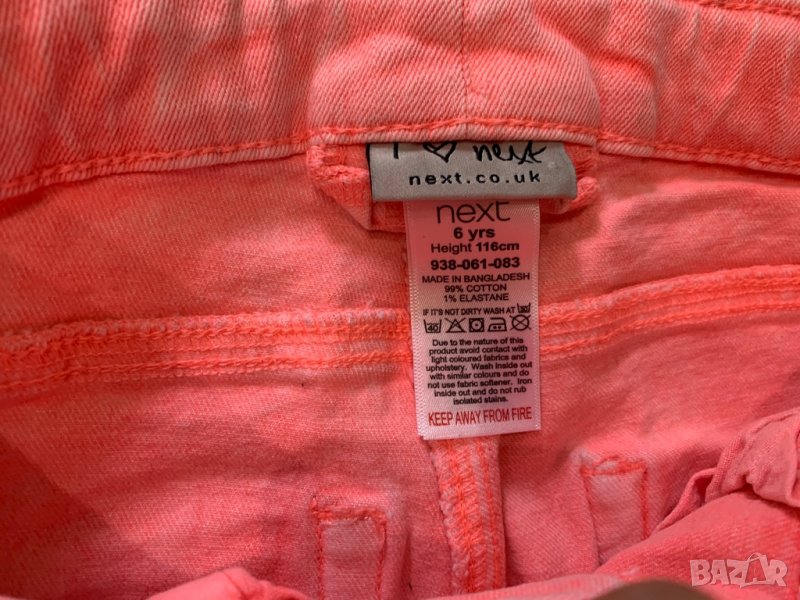 I ♡ next
next.co.uk
next
6 yrs
Height 116cm
938-061-083
MADE IN BANGLADESH
99% COTTON
1% ELASTANE
IF IT'S NOT DIRTY WASH AT 30
40
Due to the nature of this
product avoid contact with
light coloured fabrics and
upholstery. Wash inside out
with similar colours and do
not use fabric softener. Iron
inside out and do not rub
isolated stains.
KEEP AWAY FROM FIRE
BAZAR